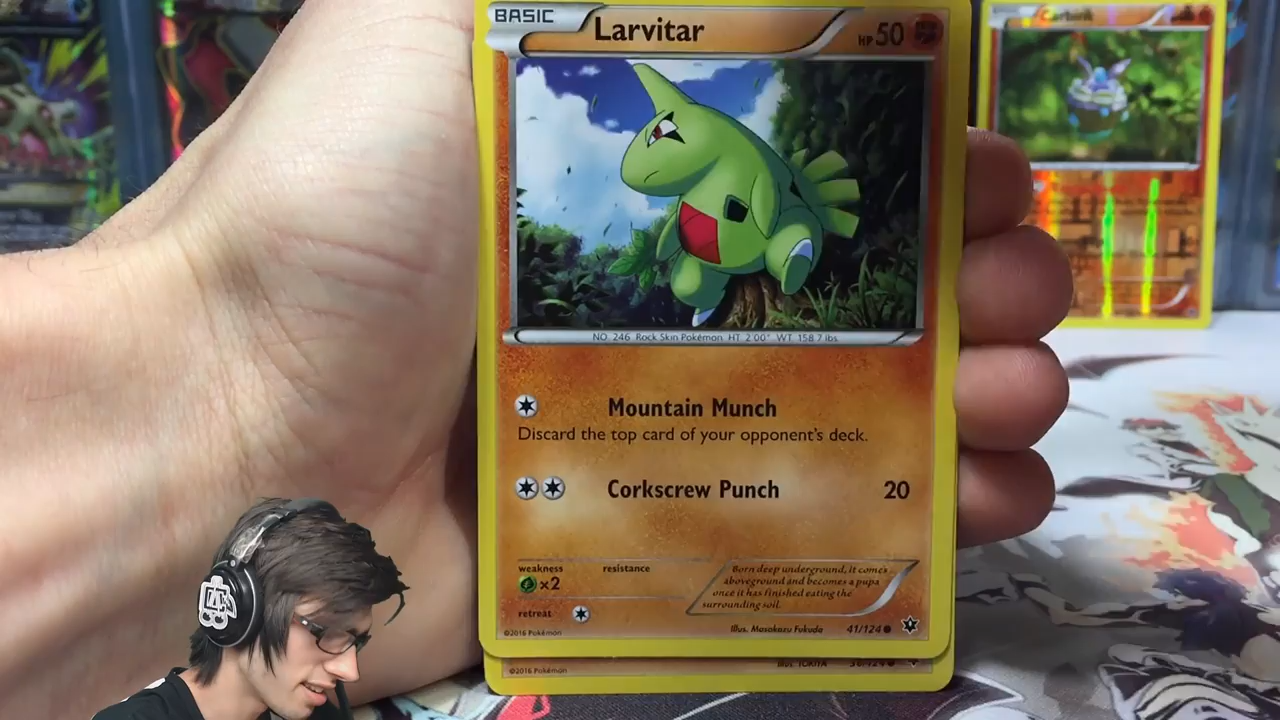 BASIC
Larvitar
HP 50
NO. 246 Rock Skin Pokémon HT 2'00" WT 158.7 lbs.
Mountain Munch
Discard the top card of your opponent's deck.
Corkscrew Punch 20
weakness
resistance
×2
Born deep underground, it comes
aboveground and becomes a pupa
once it has finished eating the
surrounding soil.
retreat
©2016 Pokémon
Illus. Masakazu Fukuda
41/124
©2016 Pokémon
Illus. TOKIYA
Carbink